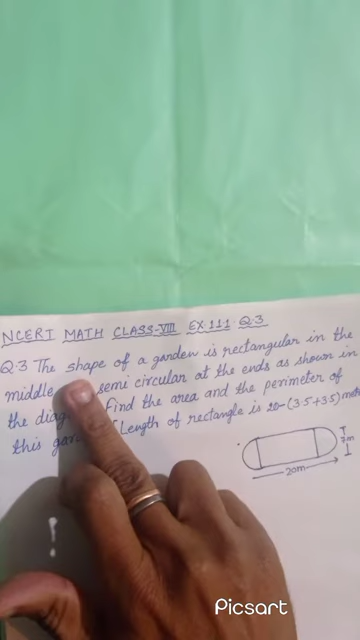 NCERT MATH CLASS-VIII EX.11.1 Q.3
Q.3 The shape of a garden is rectangular in the
middle semi circular at the ends as shown in
the Find the area and the perimeter of
this [Length of rectangle is 20-(3.5+3.5)
7m
20m
Picsart